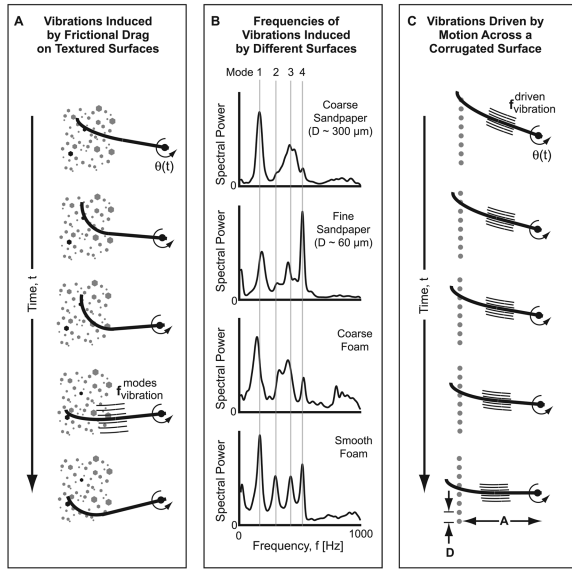 A Vibrations Induced
by Frictional Drag
on Textured Surfaces
Time, t
θ(t)
f modes
vibration
B Frequencies of
Vibrations Induced
by Different Surfaces
Mode 1 2 3 4
Spectral Power
0
Coarse
Sandpaper
(D ~ 300 µm)
Spectral Power
0
Fine
Sandpaper
(D ~ 60 µm)
Spectral Power
0
Coarse
Foam
Spectral Power
0
Smooth
Foam
0 1000
Frequency, f [Hz]
C Vibrations Driven by
Motion Across a
Corrugated Surface
Time, t
f driven
vibration
θ(t)
A
D